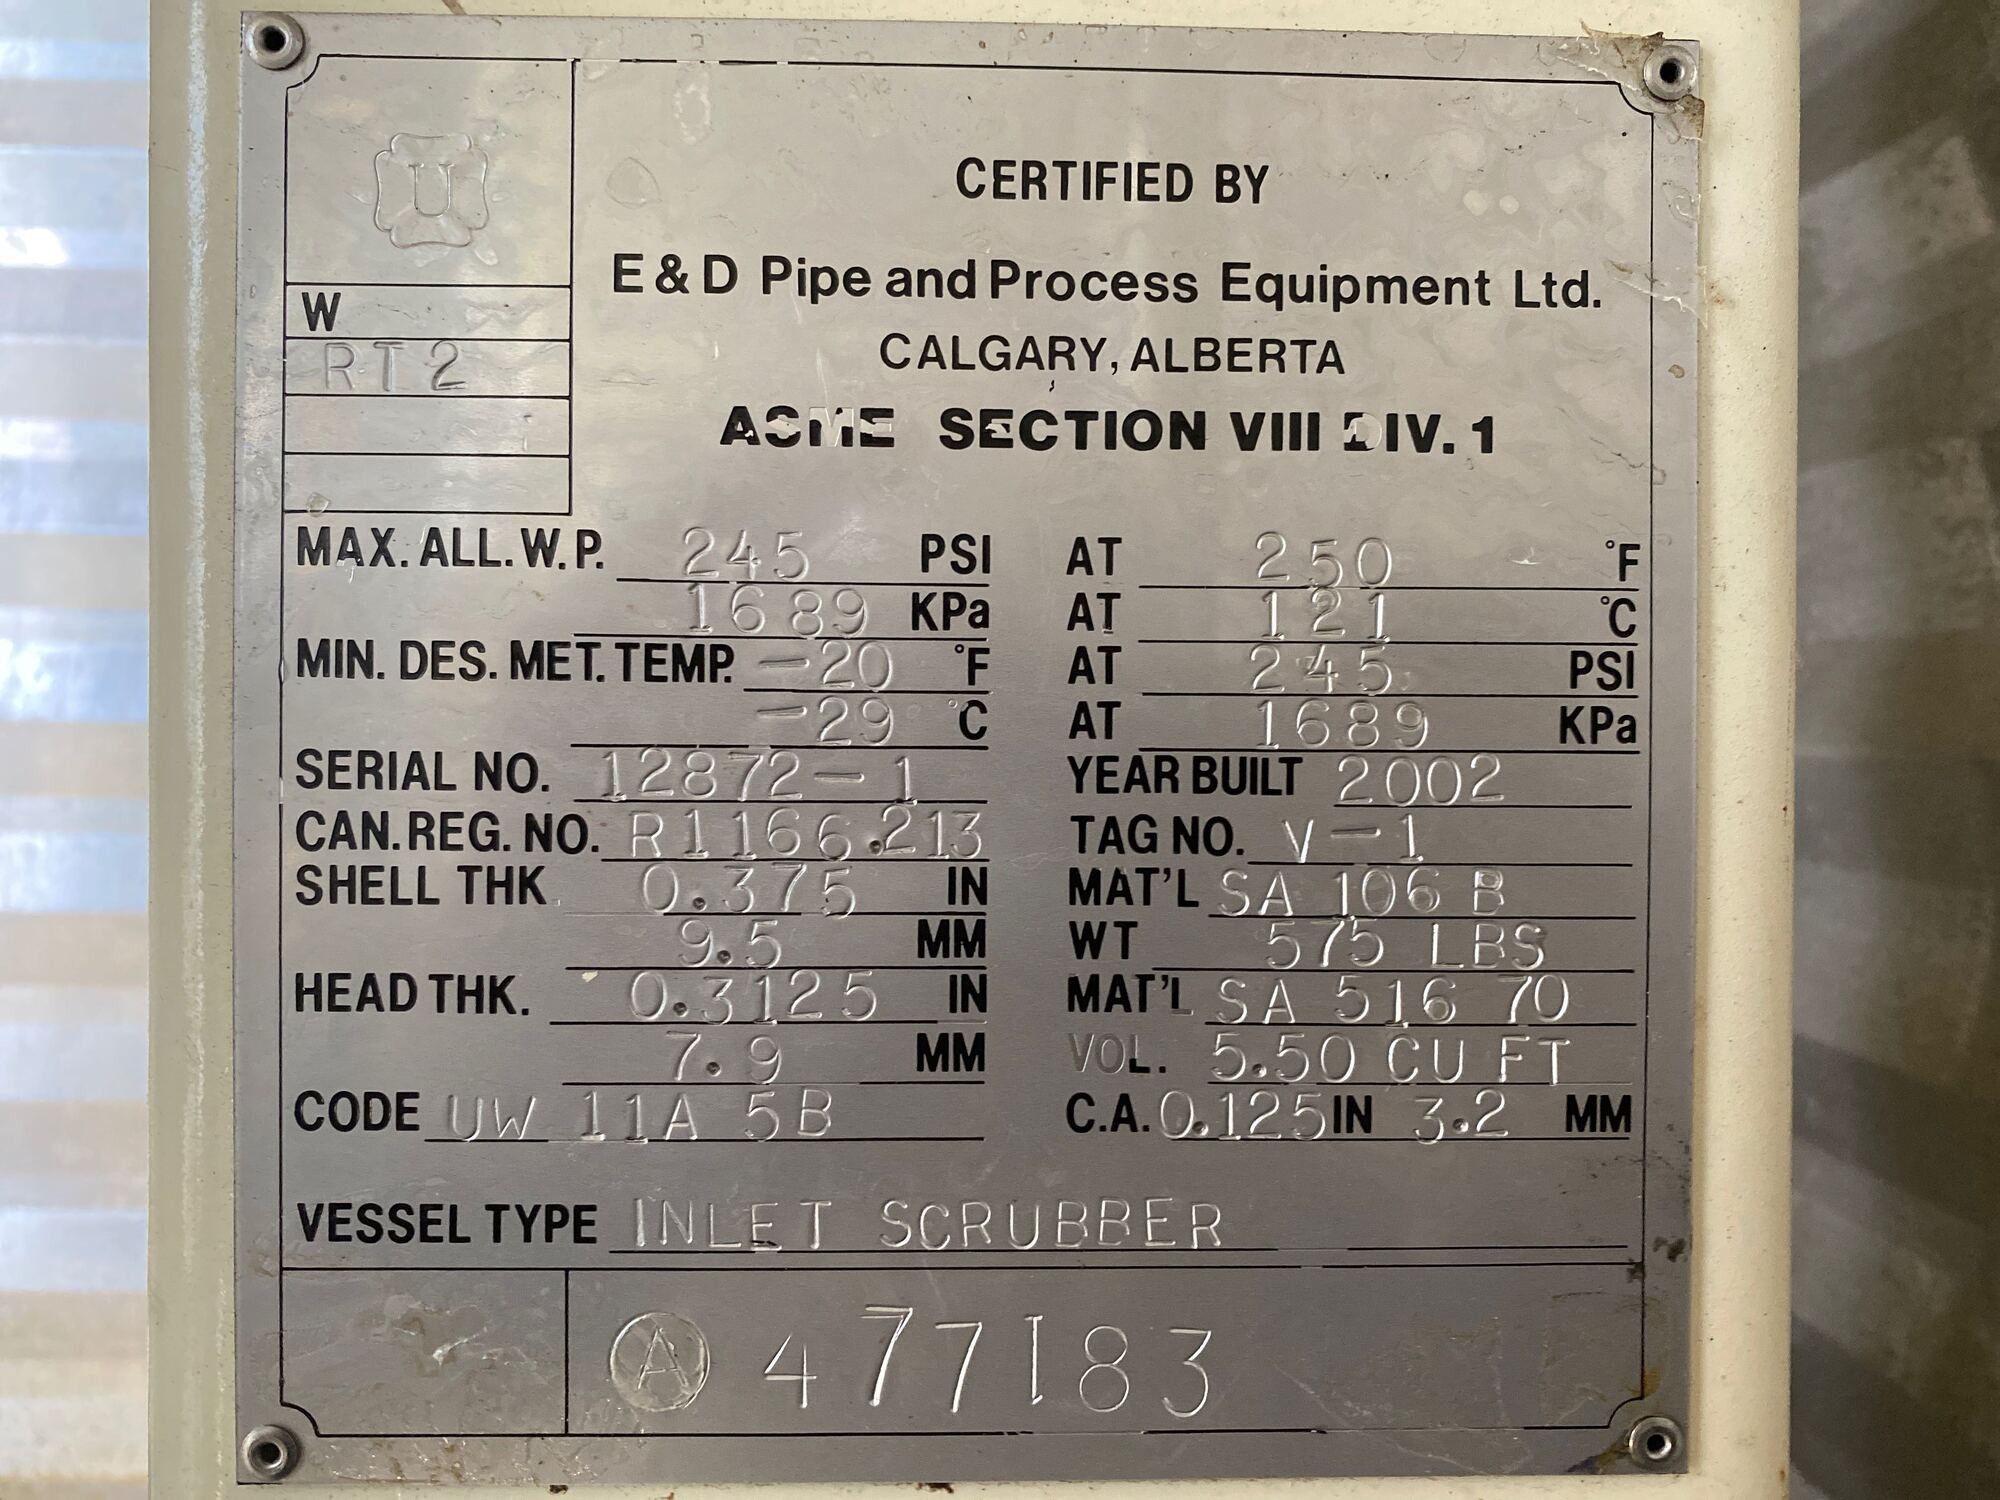 U
CERTIFIED BY
E & D Pipe and Process Equipment Ltd.
CALGARY, ALBERTA
ASME SECTION VIII DIV. 1
W
RT2
MAX. ALL. W.P. 245 PSI AT 250 °F
1689 KPa AT 121 °C
MIN. DES. MET. TEMP. -20 °F AT 245 PSI
-29 °C AT 1689 KPa
SERIAL NO. 12872-1 YEAR BUILT 2002
CAN. REG. NO. R1166.213 TAG NO. V-1
SHELL THK. 0.375 IN MAT'L SA 106 B
9.5 MM WT 575 LBS
HEAD THK. 0.3125 IN MAT'L SA 516 70
7.9 MM VOL. 5.50 CU FT
CODE UW 11A 5B C.A. 0.125 IN 3.2 MM
VESSEL TYPE INLET SCRUBBER
A 477183